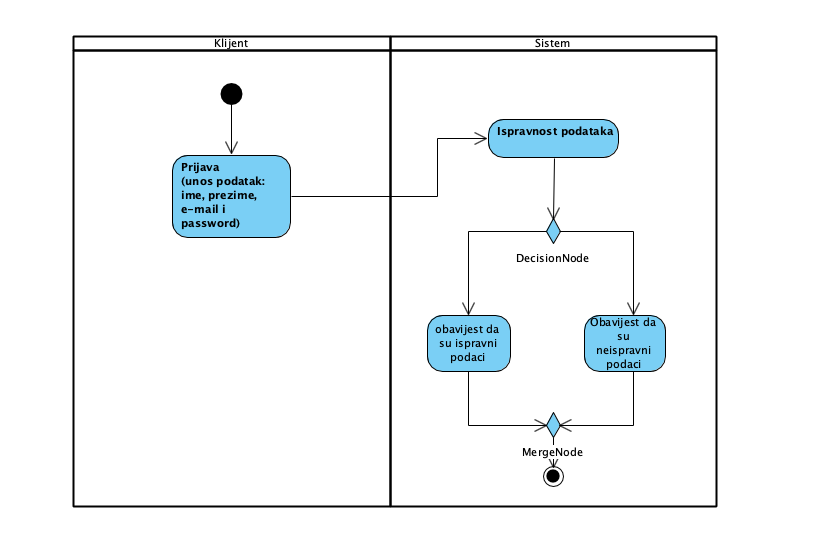 Klijent
Sistem
Prijava
(unos podatak:
ime, prezime,
e-mail i
password)
Ispravnost podataka
DecisionNode
obavijest da
su ispravni
podaci
Obavijest da
su
neispravni
podaci
MergeNode